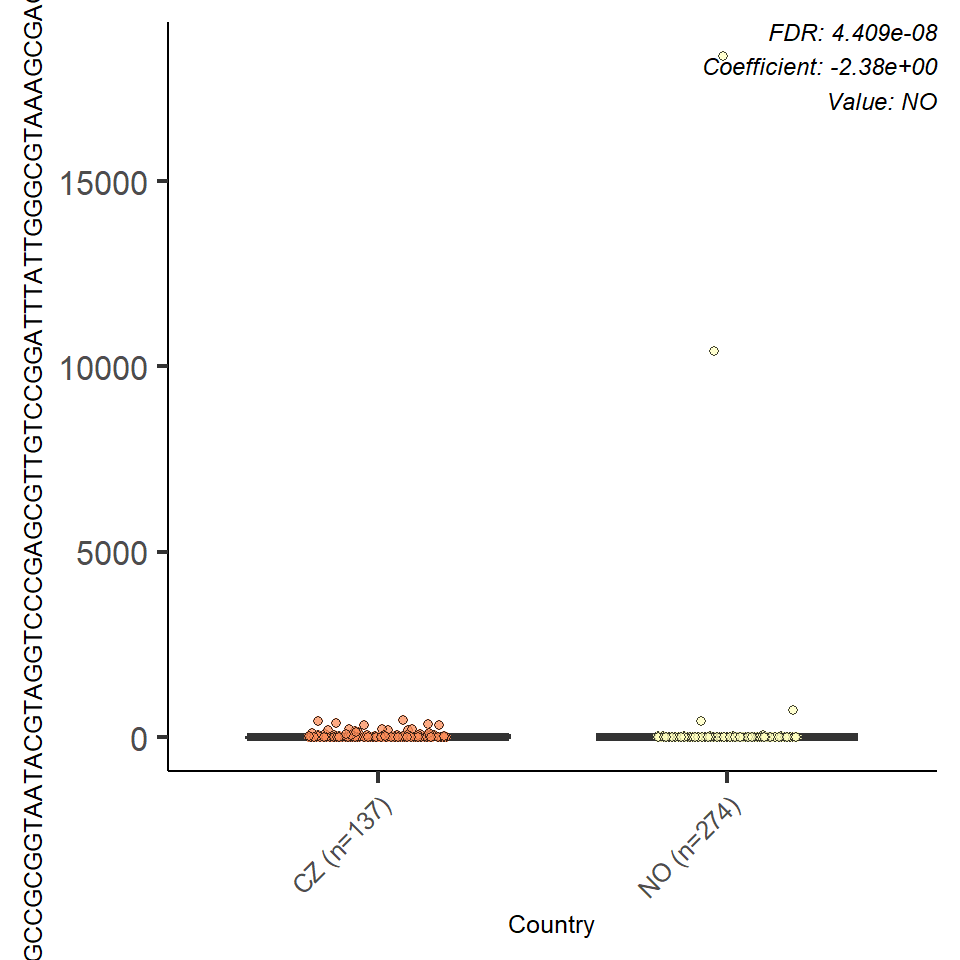 FDR: 4.409e-08
Coefficient: -2.38e+00
Value: NO
GCCGCGGTAATACGTAGGTCCCGAGCGTTGTCCGGATTTATTGGGCGTAAAGCGAG
15000
10000
5000
0
CZ (n=137)
NO (n=274)
Country